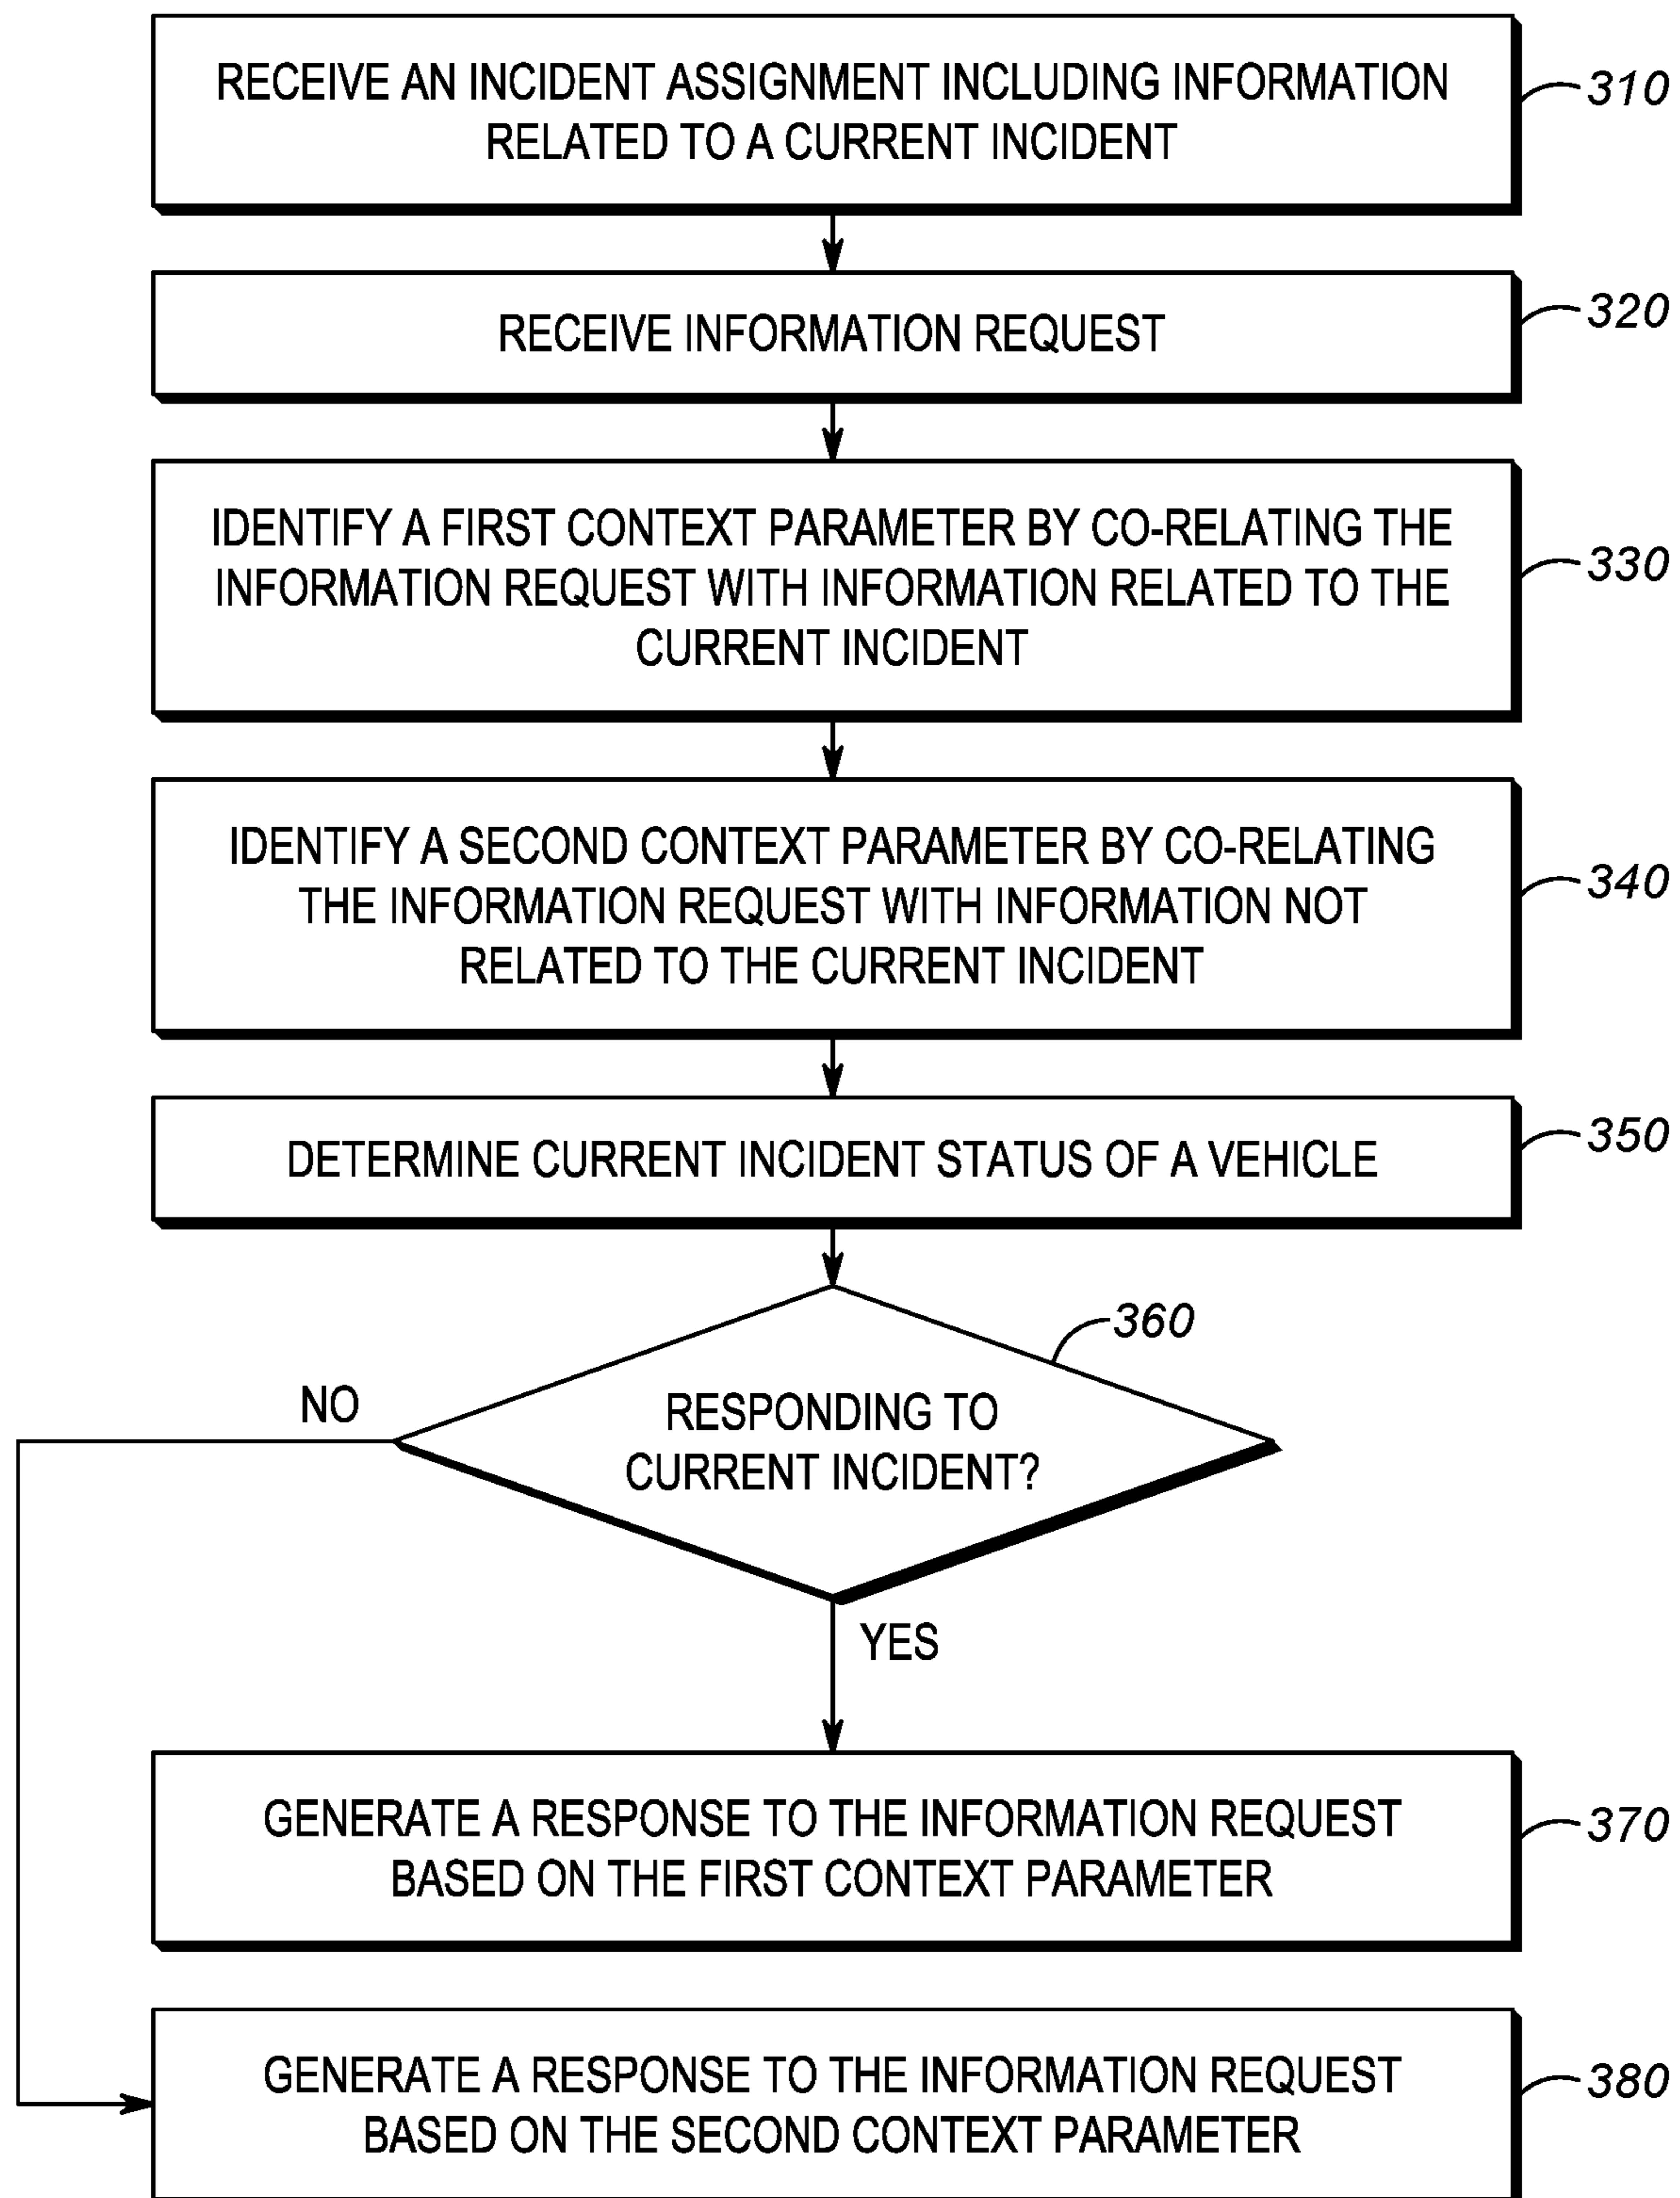 RECEIVE AN INCIDENT ASSIGNMENT INCLUDING INFORMATION
RELATED TO A CURRENT INCIDENT
310
RECEIVE INFORMATION REQUEST
320
IDENTIFY A FIRST CONTEXT PARAMETER BY CO-RELATING THE
INFORMATION REQUEST WITH INFORMATION RELATED TO THE
CURRENT INCIDENT
330
IDENTIFY A SECOND CONTEXT PARAMETER BY CO-RELATING
THE INFORMATION REQUEST WITH INFORMATION NOT
RELATED TO THE CURRENT INCIDENT
340
DETERMINE CURRENT INCIDENT STATUS OF A VEHICLE
350
360
NO
RESPONDING TO
CURRENT INCIDENT?
YES
GENERATE A RESPONSE TO THE INFORMATION REQUEST
BASED ON THE FIRST CONTEXT PARAMETER
370
GENERATE A RESPONSE TO THE INFORMATION REQUEST
BASED ON THE SECOND CONTEXT PARAMETER
380